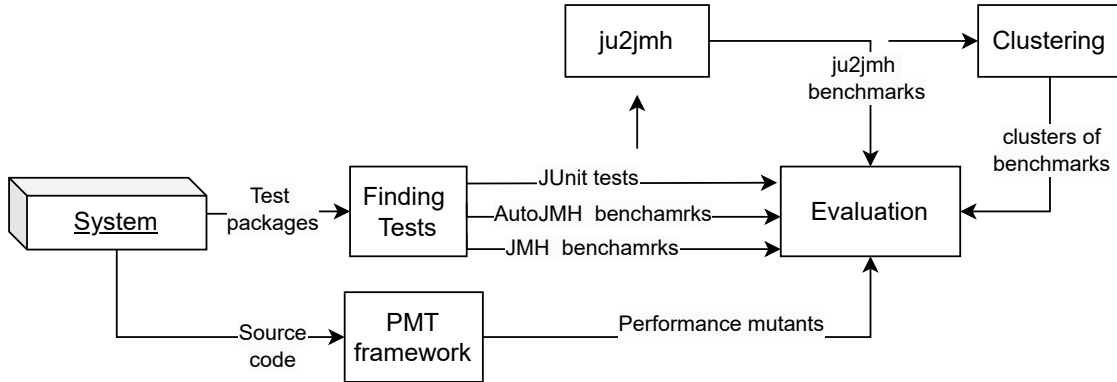 ju2jmh
Clustering
ju2jmh
benchmarks
clusters of
benchmarks
System
Test
packages
Finding
Tests
JUnit tests
AutoJMH benchamrks
JMH benchamrks
Evaluation
Source
code
PMT
framework
Performance mutants